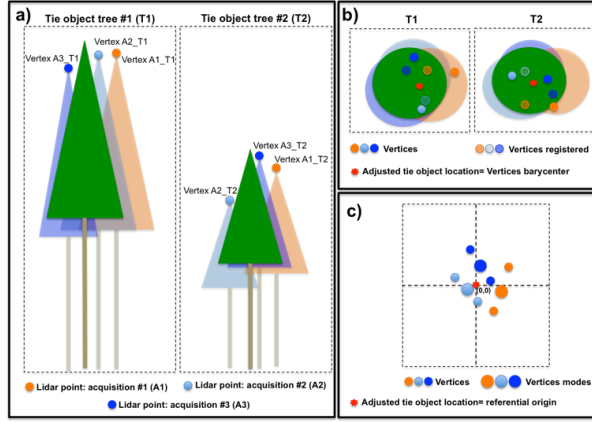 a)
Tie object tree #1 (T1)
Tie object tree #2 (T2)
Vertex A2_T1
Vertex A3_T1
Vertex A1_T1
Vertex A3_T2
Vertex A1_T2
Vertex A2_T2
Lidar point: acquisition #1 (A1)
Lidar point: acquisition #2 (A2)
Lidar point: acquisition #3 (A3)
b)
T1
T2
Vertices
Vertices registered
Adjusted tie object location= Vertices barycenter
c)
(0,0)
Vertices
Vertices modes
Adjusted tie object location= referential origin